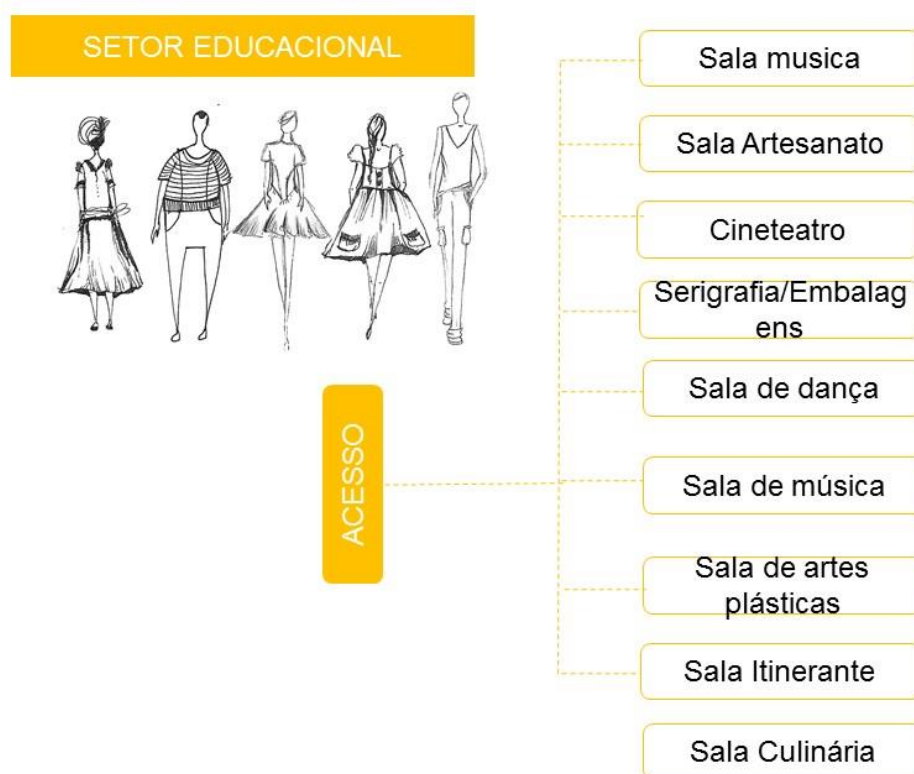 SETOR EDUCACIONAL
Sala musica
Sala Artesanato
Cineteatro
Serigrafia/Embalag
ens
Sala de dança
ACESSO
Sala de música
Sala de artes
plásticas
Sala Itinerante
Sala Culinária